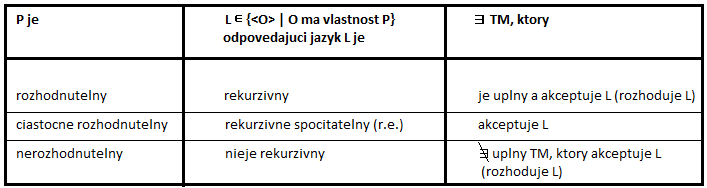 P je
L ∈ {<O> | O ma vlastnost P}
odpovedajuci jazyk L je
∃ TM, ktory
rozhodnutelny
rekurzivny
je uplny a akceptuje L (rozhoduje L)
ciastocne rozhodnutelny
rekurzivne spocitatelny (r.e.)
akceptuje L
nerozhodnutelny
nieje rekurzivny
∄ uplny TM, ktory akceptuje L
(rozhoduje L)